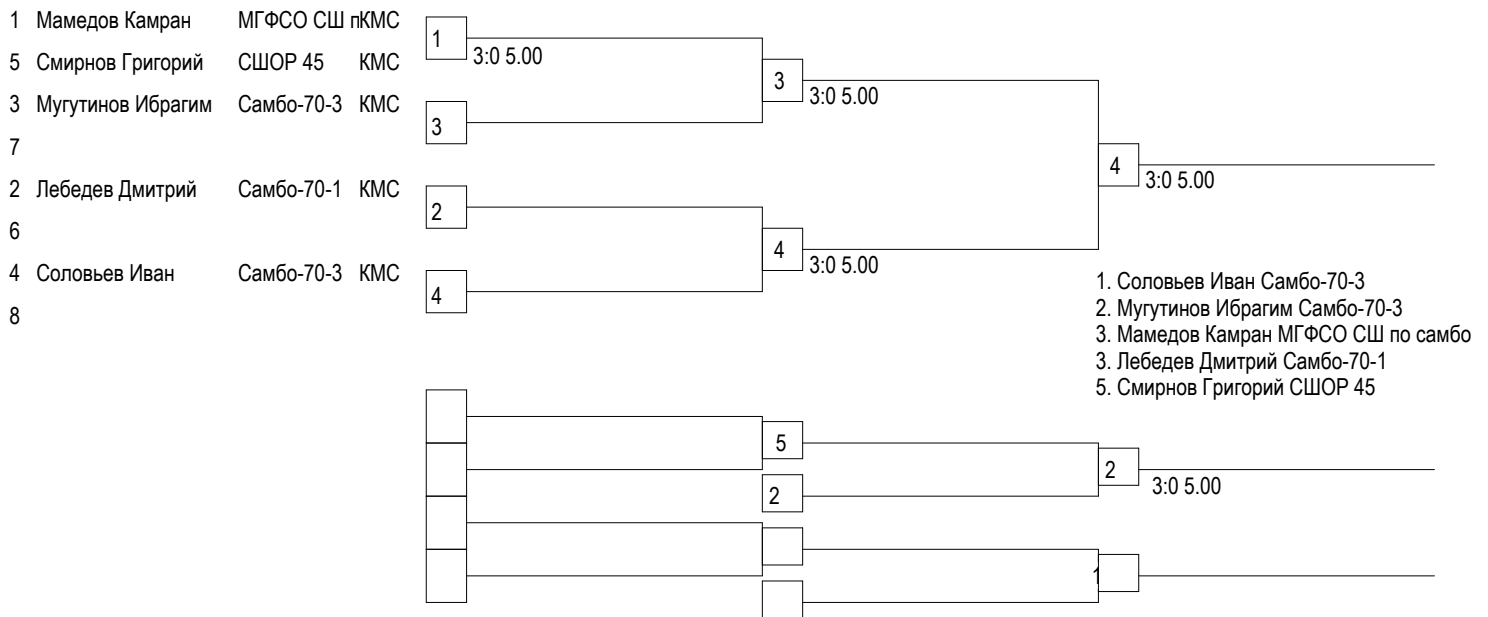 1 Мамедов Камран МГФСО СШ пКМС
1
3:0 5.00
5 Смирнов Григорий СШОР 45 КМС
3
3:0 5.00
3 Мугутинов Ибрагим Самбо-70-3 КМС
3
7
4
3:0 5.00
2 Лебедев Дмитрий Самбо-70-1 КМС
2
6
4
3:0 5.00
4 Соловьев Иван Самбо-70-3 КМС
4
8
1. Соловьев Иван Самбо-70-3
2. Мугутинов Ибрагим Самбо-70-3
3. Мамедов Камран МГФСО СШ по самбо
3. Лебедев Дмитрий Самбо-70-1
5. Смирнов Григорий СШОР 45
5
2
3:0 5.00
2
1